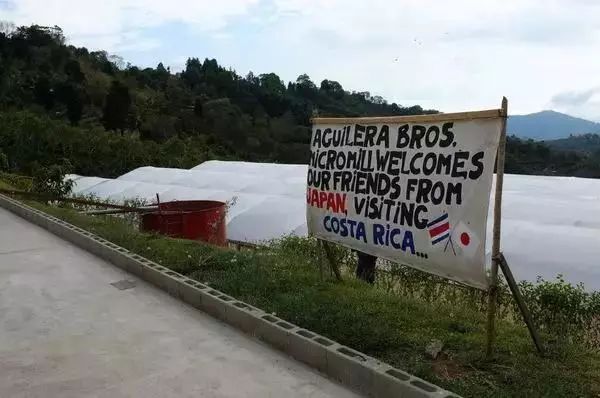 AGUILERA BROS.
MICROMILL WELCOMES
OUR FRIENDS FROM
JAPAN, VISITING
COSTA RICA...